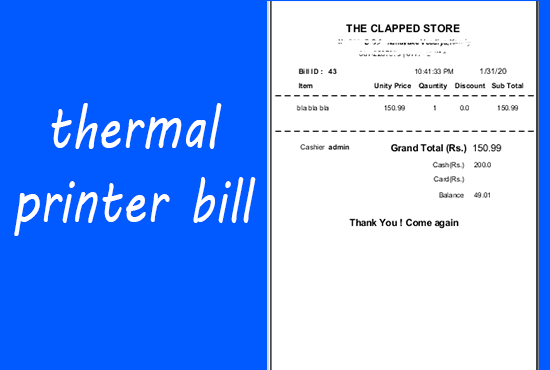 thermal
printer bill
THE CLAPPED STORE
Bill ID : 43 10:41:33 PM 1/31/20
Item Unity Price Qauntity Discount Sub Total
bla bla bla 150.99 1 0.0 150.99
Cashier admin Grand Total (Rs.) 150.99
Cash(Rs.) 200.0
Card(Rs.)
Balance 49.01
Thank You ! Come again